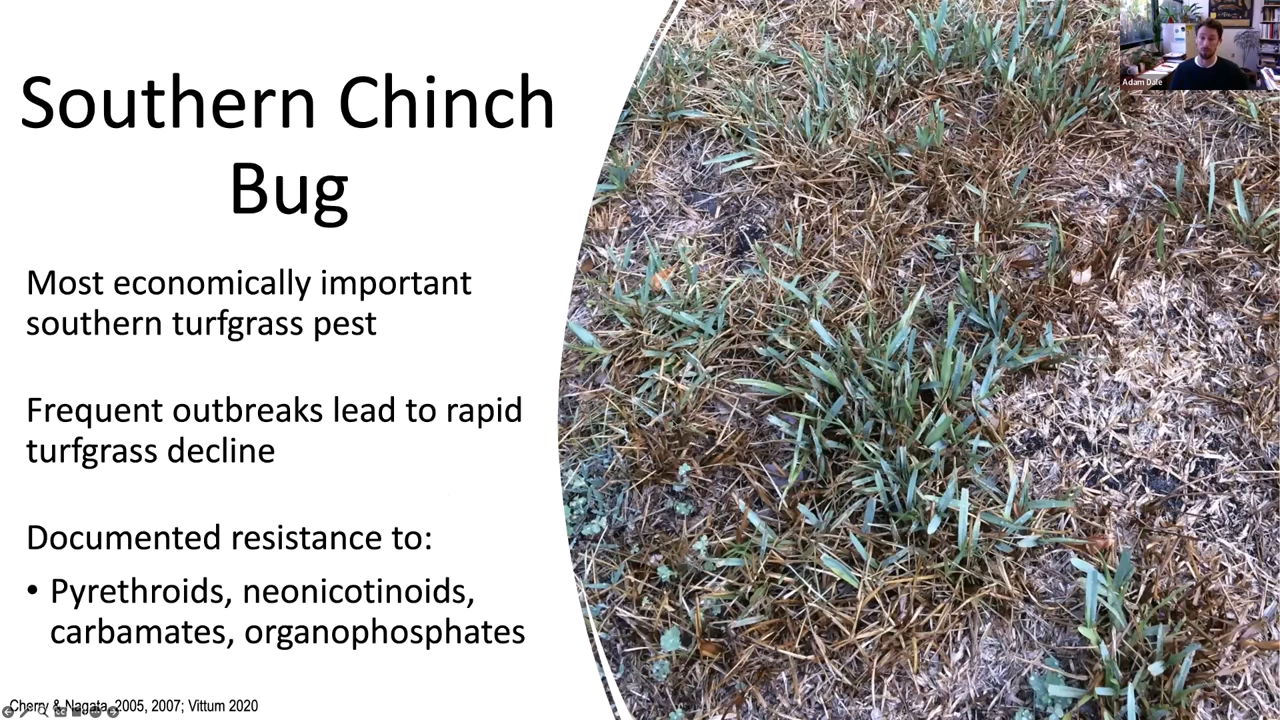 Southern Chinch
Bug
Most economically important
southern turfgrass pest
Frequent outbreaks lead to rapid
turfgrass decline
Documented resistance to:
• Pyrethroids, neonicotinoids,
carbamates, organophosphates
Cherry & Nagata, 2005, 2007; Vittum 2020
Adam Dale